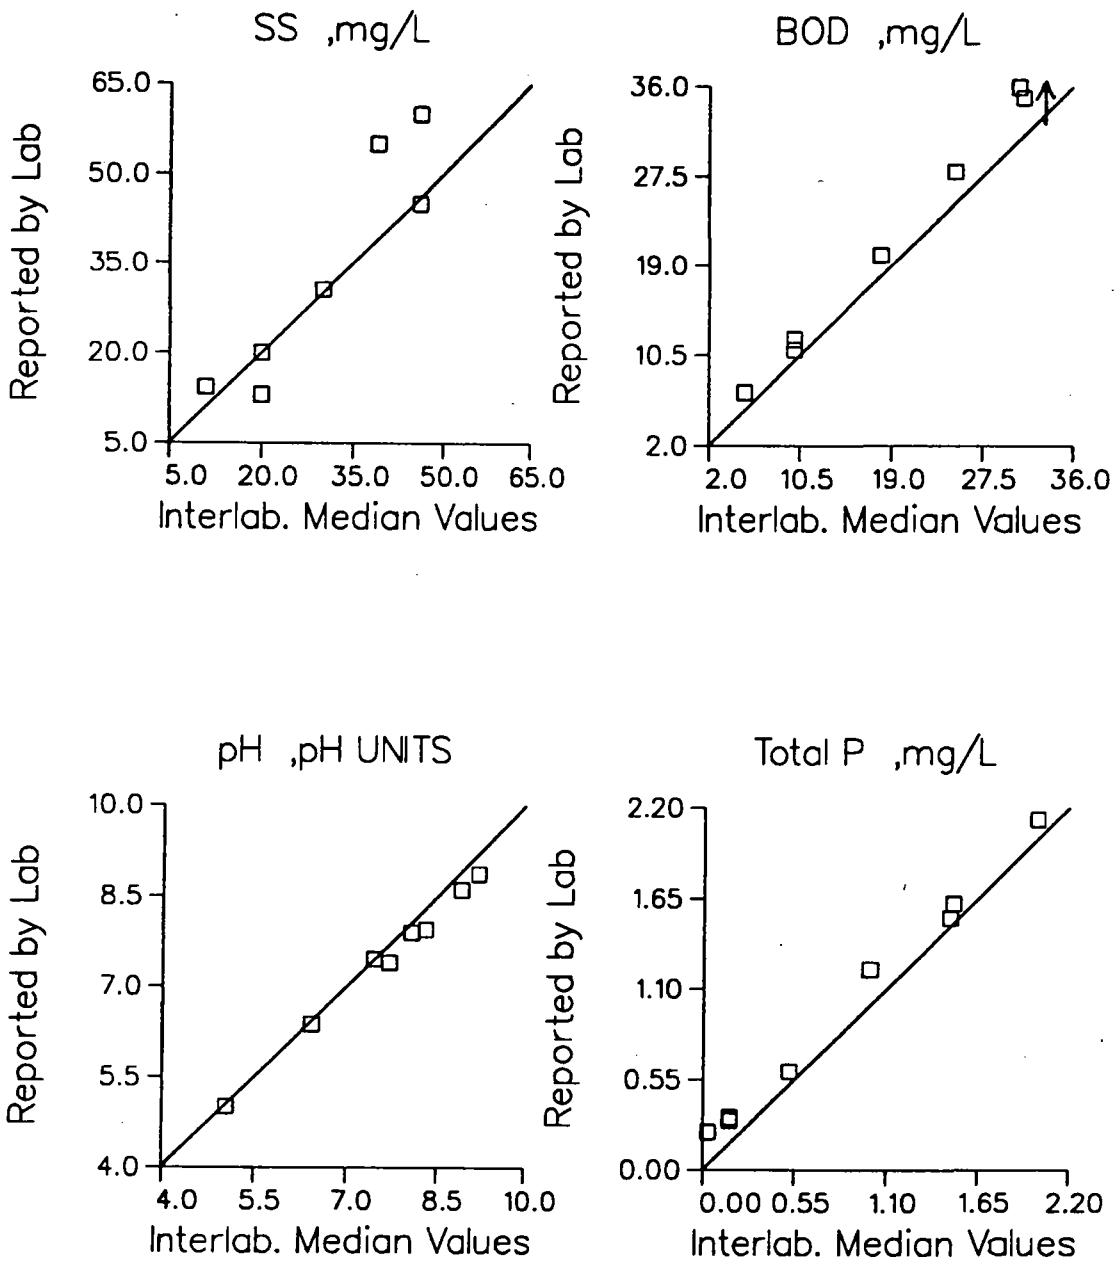 SS ,mg/L
Reported by Lab
65.0
50.0
35.0
20.0
5.0
5.0 20.0 35.0 50.0 65.0
Interlab. Median Values
BOD ,mg/L
Reported by Lab
36.0
27.5
19.0
10.5
2.0
2.0 10.5 19.0 27.5 36.0
Interlab. Median Values
pH ,pH UNITS
Reported by Lab
10.0
8.5
7.0
5.5
4.0
4.0 5.5 7.0 8.5 10.0
Interlab. Median Values
Total P ,mg/L
Reported by Lab
2.20
1.65
1.10
0.55
0.00
0.00 0.55 1.10 1.65 2.20
Interlab. Median Values